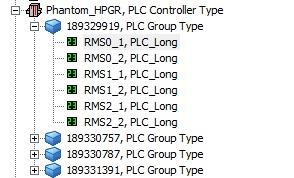 Phantom_HPGR, PLC Controller Type
189329919, PLC Group Type
RMS0_1, PLC_Long
RMS0_2, PLC_Long
RMS1_1, PLC_Long
RMS1_2, PLC_Long
RMS2_1, PLC_Long
RMS2_2, PLC_Long
189330757, PLC Group Type
189330787, PLC Group Type
189331391, PLC Group Type